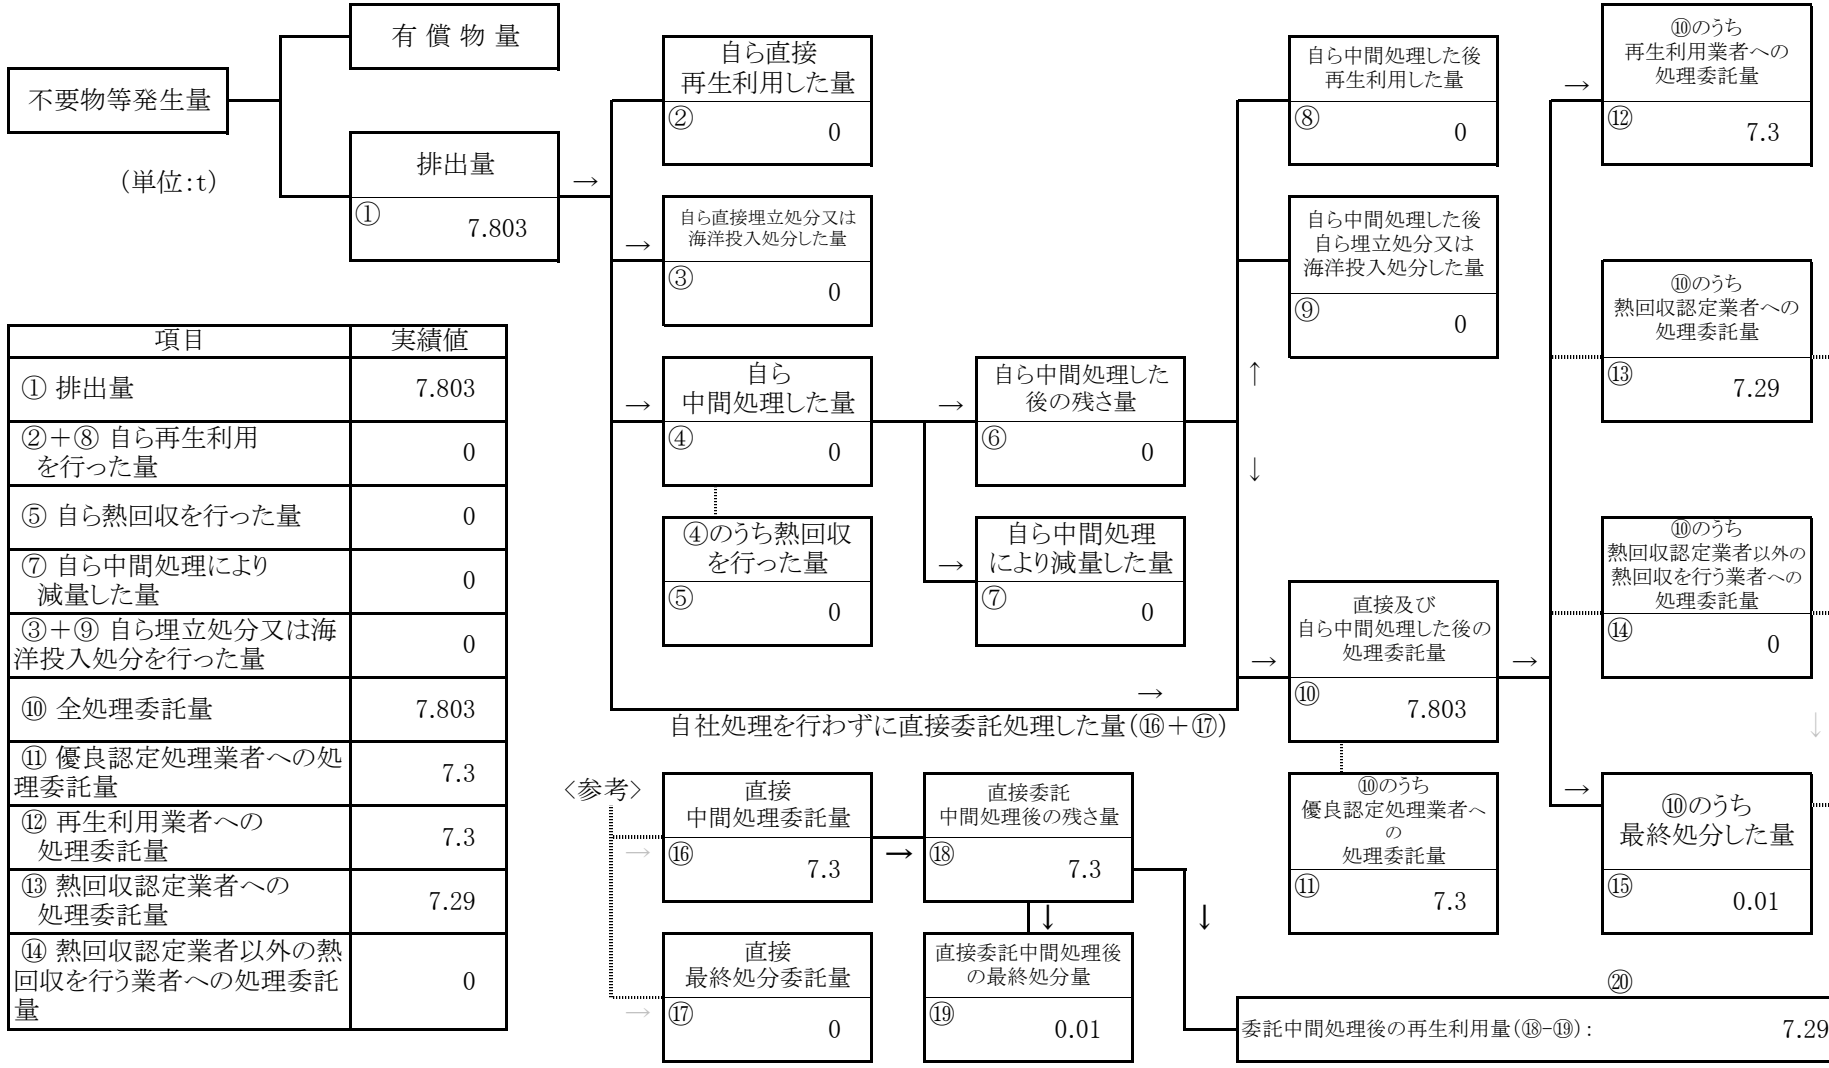 有 償 物 量
不要物等発生量
(単位:t)
排出量
①
7.803
→
自ら直接
再生利用した量
②
0
→
自ら直接埋立処分又は
海洋投入処分した量
③
0
→
自ら
中間処理した量
④
0
④のうち熱回収
を行った量
⑤
0
→
自ら中間処理した
後の残さ量
⑥
0
→
自ら中間処理
により減量した量
⑦
0
自ら中間処理した後
再生利用した量
⑧
0
自ら中間処理した後
自ら埋立処分又は
海洋投入処分した量
⑨
0
↑
↓
→
自社処理を行わずに直接委託処理した量(⑯+⑰)
→
直接及び
自ら中間処理した後の
処理委託量
⑩
7.803
⑩のうち
優良認定処理業者へ
の
処理委託量
⑪
7.3
→
→
⑩のうち
再生利用業者への
処理委託量
⑫
7.3
⑩のうち
熱回収認定業者への
処理委託量
⑬
7.29
⑩のうち
熱回収認定業者以外の
熱回収を行う業者への
処理委託量
⑭
0
↓
→
⑩のうち
最終処分した量
⑮
0.01
項目 実績値
① 排出量 7.803
②+⑧ 自ら再生利用
を行った量 0
⑤ 自ら熱回収を行った量 0
⑦ 自ら中間処理により
減量した量 0
③+⑨ 自ら埋立処分又は海
洋投入処分を行った量 0
⑩ 全処理委託量 7.803
⑪ 優良認定処理業者への処
理委託量 7.3
⑫ 再生利用業者への
処理委託量 7.3
⑬ 熱回収認定業者への
処理委託量 7.29
⑭ 熱回収認定業者以外の熱
回収を行う業者への処理委託
量 0
<参考>
→
直接
中間処理委託量
⑯
7.3
→
直接委託
中間処理後の残さ量
⑱
7.3
↓
↓
→
直接
最終処分委託量
⑰
0
直接委託中間処理後
の最終処分量
⑲
0.01
⑳
委託中間処理後の再生利用量(⑱-⑲): 7.29